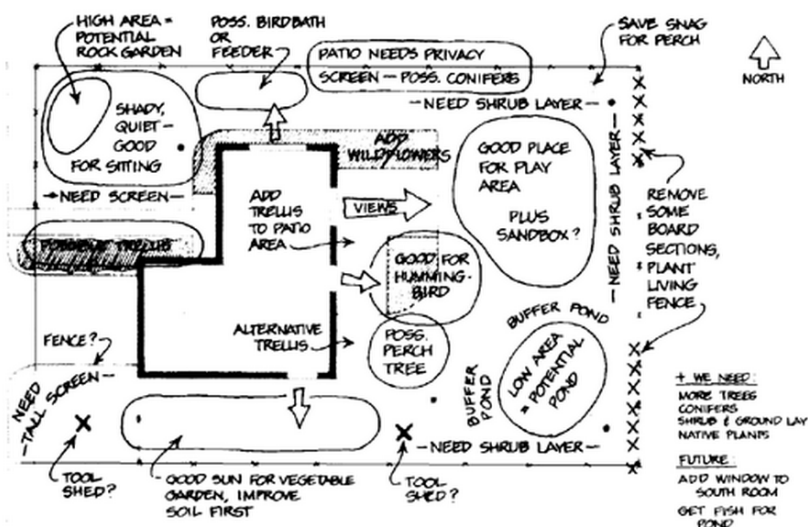 HIGH AREA =
POTENTIAL
ROCK GARDEN
POSS. BIRDBATH
OR
FEEDER
PATIO NEEDS PRIVACY
SCREEN — POSS. CONIFERS
SAVE SNAG
FOR PERCH
NORTH
— NEED SHRUB LAYER —
SHADY,
QUIET —
GOOD
FOR SITTING
ADD
WILDFLOWERS
GOOD PLACE
FOR PLAY
AREA
PLUS
SANDBOX?
— NEED SHRUB LAYER —
— NEED SCREEN —
ADD
TRELLIS
TO PATIO
AREA
VIEWS
REMOVE
SOME
BOARD
SECTIONS,
PLANT
LIVING
FENCE
TRELLIS
GOOD FOR
HUMMING-
BIRD
ALTERNATIVE
TRELLIS
POSS.
PERCH
TREE
BUFFER POND
LOW AREA
= POTENTIAL
POND
BUFFER
POND
FENCE?
NEED
— TALL SCREEN —
— NEED SHRUB LAYER —
TOOL
SHED?
GOOD SUN FOR VEGETABLE
GARDEN, IMPROVE
SOIL FIRST
TOOL
SHED?
+ WE NEED:
MORE TREES
CONIFERS
SHRUB & GROUND LAY
NATIVE PLANTS
FUTURE:
ADD WINDOW TO
SOUTH ROOM
GET FISH FOR
POND